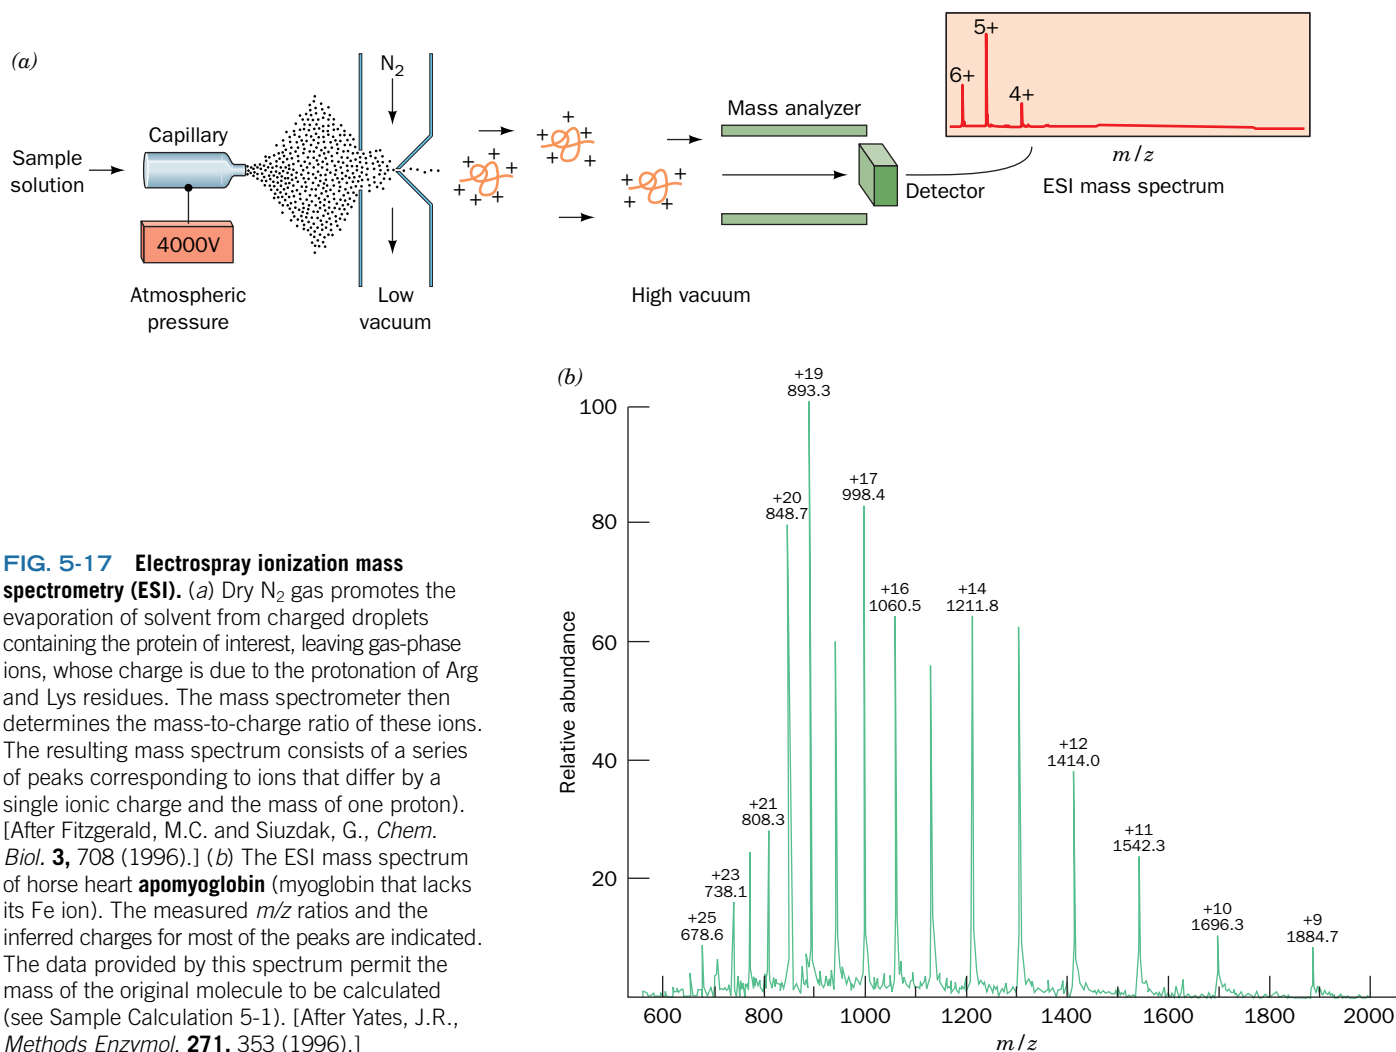 (a)
Sample
solution
Capillary
4000V
Atmospheric
pressure
N2
Low
vacuum
High vacuum
Mass analyzer
Detector
6+
5+
4+
m/z
ESI mass spectrum
FIG. 5-17 Electrospray ionization mass
spectrometry (ESI). (a) Dry N2 gas promotes the
evaporation of solvent from charged droplets
containing the protein of interest, leaving gas-phase
ions, whose charge is due to the protonation of Arg
and Lys residues. The mass spectrometer then
determines the mass-to-charge ratio of these ions.
The resulting mass spectrum consists of a series
of peaks corresponding to ions that differ by a
single ionic charge and the mass of one proton).
[After Fitzgerald, M.C. and Siuzdak, G., Chem.
Biol. 3, 708 (1996).] (b) The ESI mass spectrum
of horse heart apomyoglobin (myoglobin that lacks
its Fe ion). The measured m/z ratios and the
inferred charges for most of the peaks are indicated.
The data provided by this spectrum permit the
mass of the original molecule to be calculated
(see Sample Calculation 5-1). [After Yates, J.R.,
Methods Enzymol. 271, 353 (1996).]
(b)
Relative abundance
100
80
60
40
20
+25
678.6
+23
738.1
+21
808.3
+20
848.7
+19
893.3
+17
998.4
+16
1060.5
+14
1211.8
+12
1414.0
+11
1542.3
+10
1696.3
+9
1884.7
600 800 1000 1200 1400 1600 1800 2000
m/z